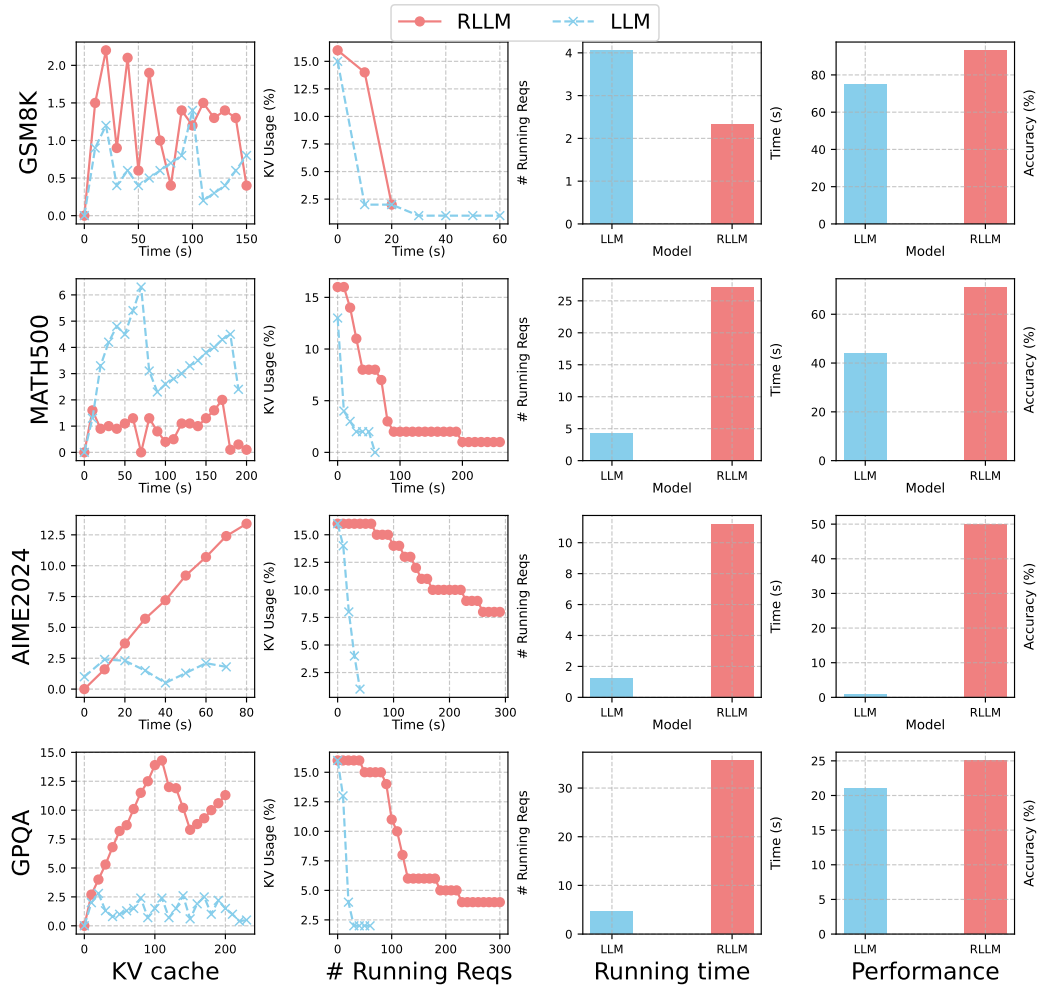 RLLM LLM
GSM8K
2.0
1.5
1.0
0.5
0.0
0 50 100 150
Time (s)
KV Usage (%)
15.0
12.5
10.0
7.5
5.0
2.5
0 20 40 60
Time (s)
# Running Reqs
4
3
2
1
0
LLM RLLM
Model
Time (s)
80
60
40
20
0
LLM RLLM
Model
Accuracy (%)
MATH500
6
5
4
3
2
1
0
0 50 100 150 200
Time (s)
KV Usage (%)
15
10
5
0
0 100 200
Time (s)
# Running Reqs
25
20
15
10
5
0
LLM RLLM
Model
Time (s)
60
40
20
0
LLM RLLM
Model
Accuracy (%)
AIME2024
12.5
10.0
7.5
5.0
2.5
0.0
0 20 40 60 80
Time (s)
KV Usage (%)
15.0
12.5
10.0
7.5
5.0
2.5
0 100 200 300
Time (s)
# Running Reqs
10
8
6
4
2
0
LLM RLLM
Model
Time (s)
50
40
30
20
10
0
LLM RLLM
Model
Accuracy (%)
GPQA
15.0
12.5
10.0
7.5
5.0
2.5
0.0
0 100 200
KV Usage (%)
KV cache
15.0
12.5
10.0
7.5
5.0
2.5
0 100 200 300
# Running Reqs
# Running Reqs
30
20
10
0
LLM RLLM
Time (s)
Running time
25
20
15
10
5
0
LLM RLLM
Accuracy (%)
Performance